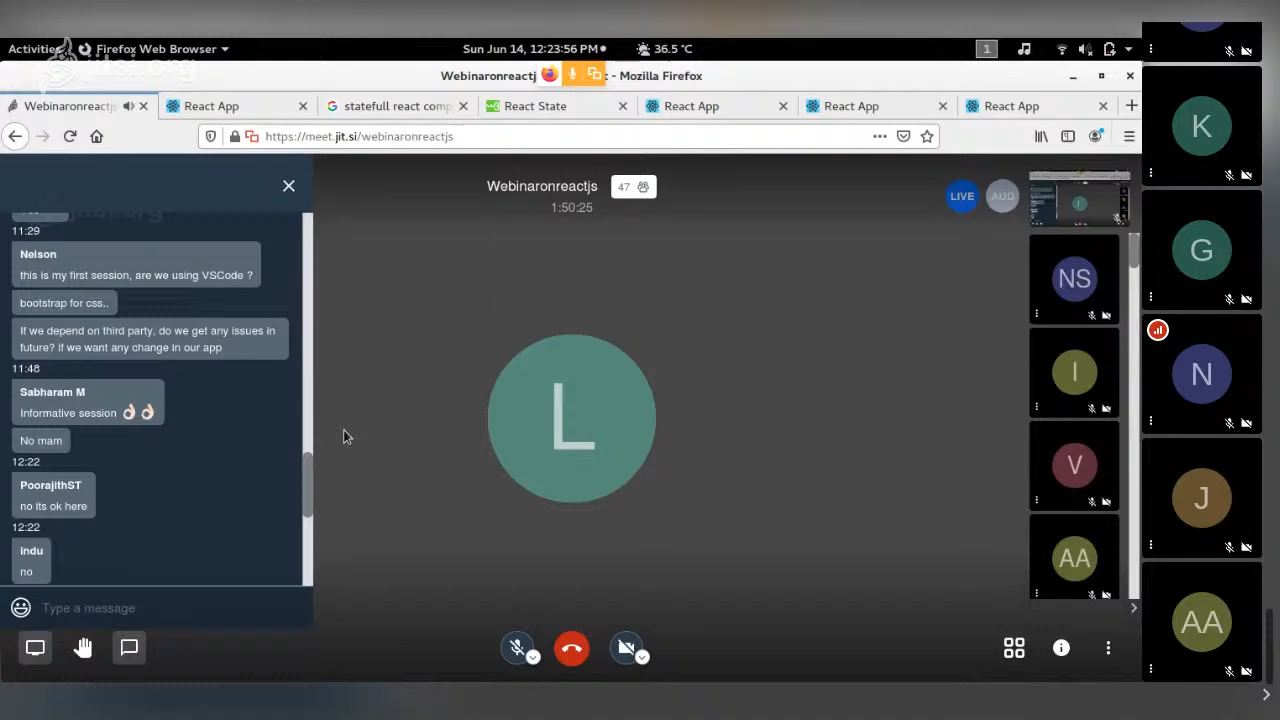 Activities
Firefox Web Browser
Sun Jun 14, 12:23:56 PM
36.5 °C
1
jitsi.org
Webinaronreactj
- Mozilla Firefox
Webinaronreactj
React App
statefull react comp
React State
React App
React App
React App
https://meet.jit.si/webinaronreactjs
Webinaronreactjs
47
1:50:25
LIVE
AUD
11:29
Nelson
this is my first session, are we using VSCode ?
bootstrap for css..
If we depend on third party, do we get any issues in
future? if we want any change in our app
11:48
Sabharam M
Informative session 👌🏻👌🏻
No mam
12:22
PoorajithST
no its ok here
12:22
Indu
no
Type a message
L
NS
I
V
AA
K
G
N
J
AA